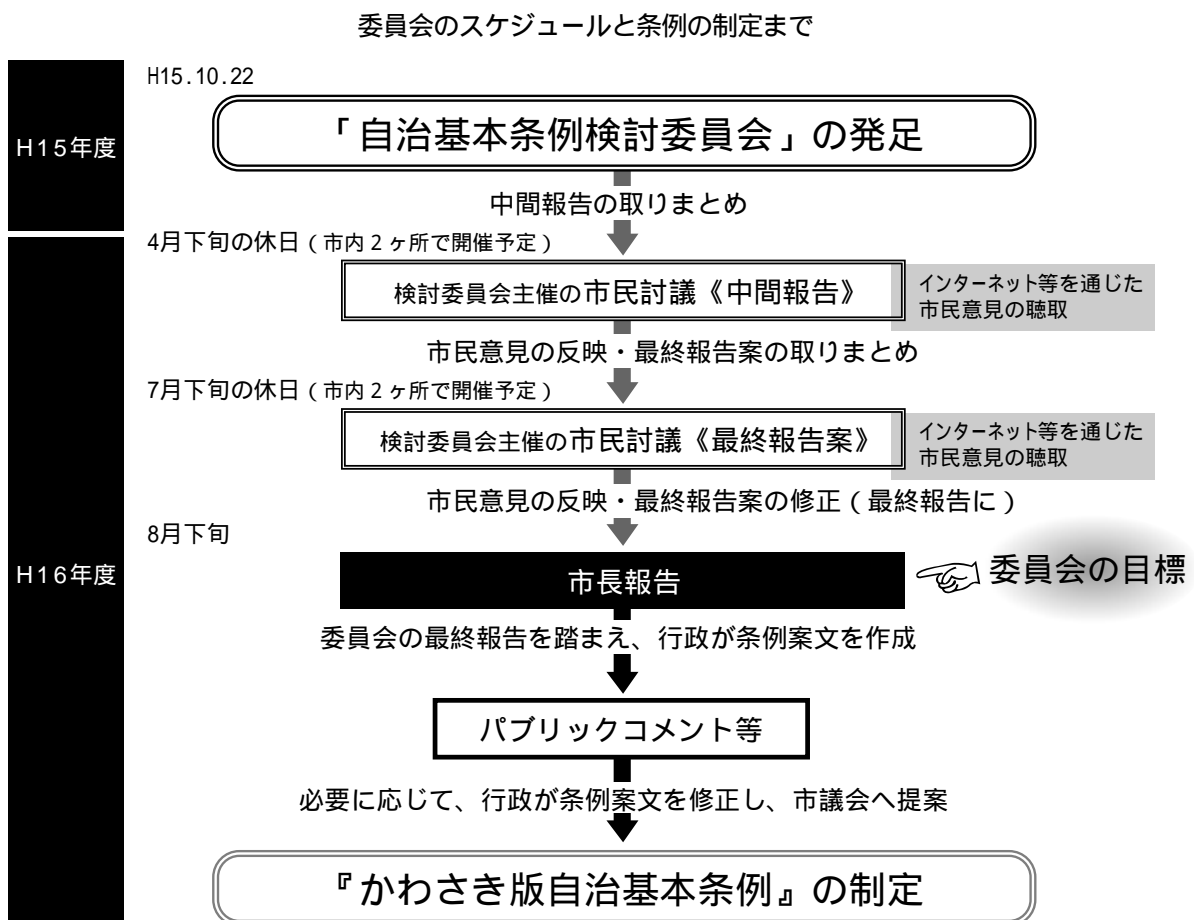 委員会のスケジュールと条例の制定まで
H15年度
H15.10.22
「自治基本条例検討委員会」の発足
中間報告の取りまとめ
H16年度
4月下旬の休日(市内2ヶ所で開催予定)
検討委員会主催の市民討議《中間報告》
インターネット等を通じた
市民意見の聴取
市民意見の反映・最終報告案の取りまとめ
7月下旬の休日(市内2ヶ所で開催予定)
検討委員会主催の市民討議《最終報告案》
インターネット等を通じた
市民意見の聴取
市民意見の反映・最終報告案の修正(最終報告に)
8月下旬
市長報告
委員会の目標
委員会の最終報告を踏まえ、行政が条例案文を作成
パブリックコメント等
必要に応じて、行政が条例案文を修正し、市議会へ提案
『かわさき版自治基本条例』の制定